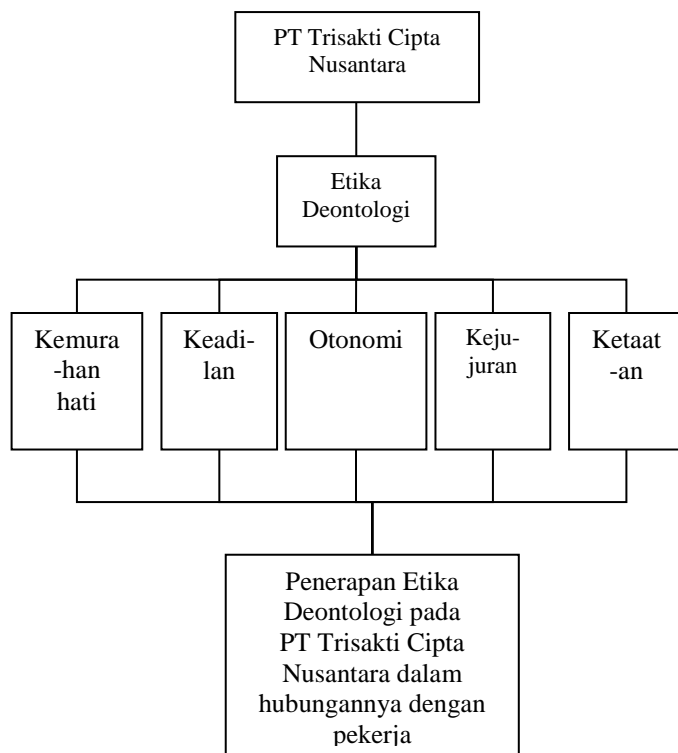 PT Trisakti Cipta
Nusantara
Etika
Deontologi
Kemura
-han
hati
Keadi-
lan
Otonomi
Keju-
juran
Ketaat
-an
Penerapan Etika
Deontologi pada
PT Trisakti Cipta
Nusantara dalam
hubungannya dengan
pekerja